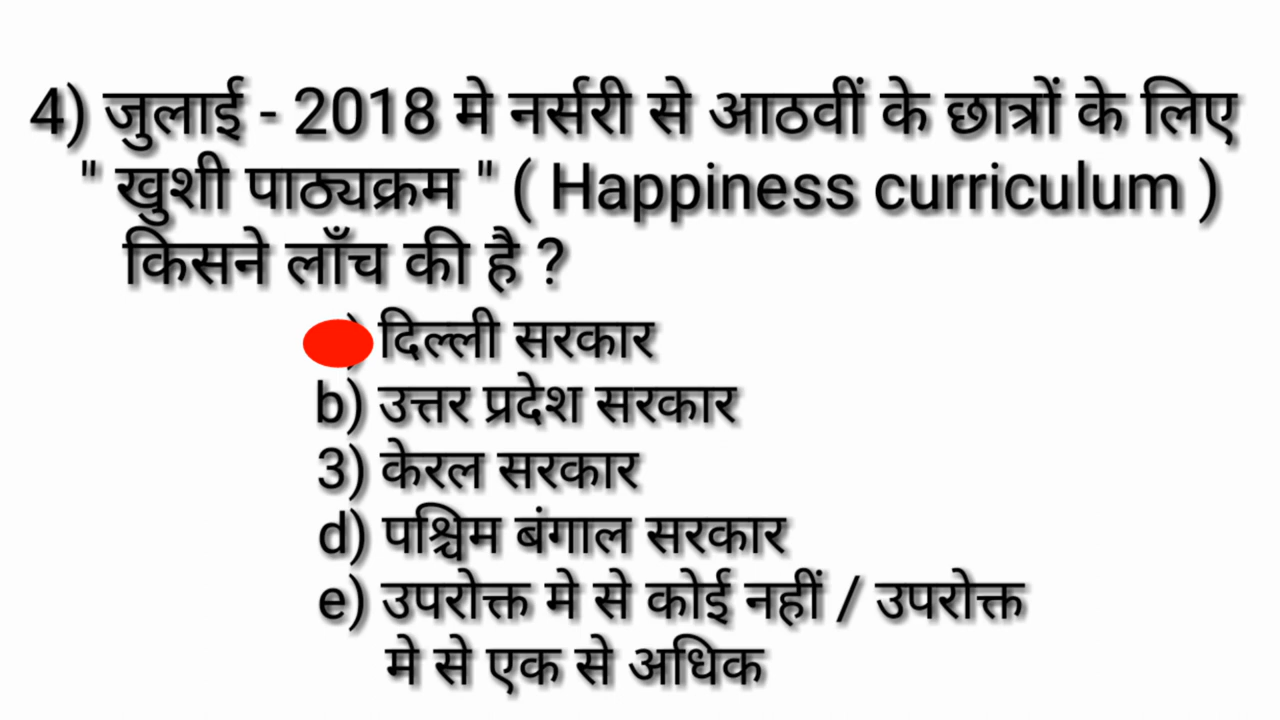 4) जुलाई - 2018 मे नर्सरी से आठवीं के छात्रों के लिए
" खुशी पाठ्यक्रम " ( Happiness curriculum )
किसने लाँच की है ?
) दिल्ली सरकार
b) उत्तर प्रदेश सरकार
3) केरल सरकार
d) पश्चिम बंगाल सरकार
e) उपरोक्त मे से कोई नहीं / उपरोक्त
मे से एक से अधिक